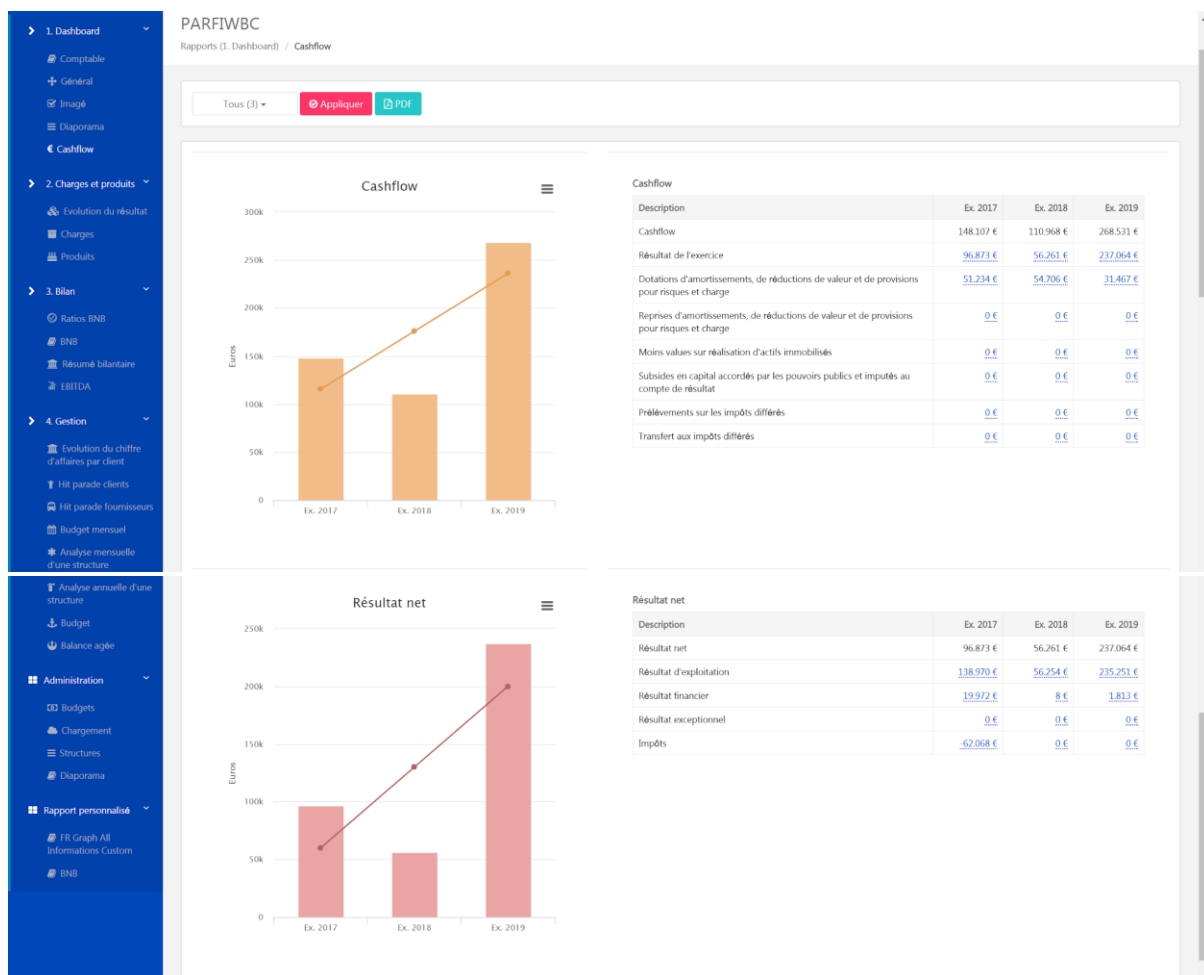 1. Dashboard
Comptable
Général
Imagé
Diaporama
€ Cashflow
2. Charges et produits
Evolution du résultat
Charges
Produits
3. Bilan
Ratios BNB
BNB
Résumé bilantaire
EBITDA
4. Gestion
Evolution du chiffre
d'affaires par client
Hit parade clients
Hit parade fournisseurs
Budget mensuel
Analyse mensuelle
d'une structure
Analyse annuelle d'une
structure
Budget
Balance agée
Administration
Budgets
Chargement
Structures
Diaporama
Rapport personnalisé
FR Graph All
Informations Custom
BNB
PARFIWBC
Rapports (1. Dashboard) / Cashflow
Tous (3) Appliquer PDF
Cashflow
300k
250k
200k
150k
100k
50k
0
Euros
Ex. 2017 Ex. 2018 Ex. 2019
Cashflow
Description Ex. 2017 Ex. 2018 Ex. 2019
Cashflow 148.107 € 110.968 € 268.531 €
Résultat de l'exercice 96.873 € 56.261 € 237.064 €
Dotations d'amortissements, de réductions de valeur et de provisions 51.234 € 54.706 € 31.467 €
pour risques et charge
Reprises d'amortissements, de réductions de valeur et de provisions 0 € 0 € 0 €
pour risques et charge
Moins values sur réalisation d'actifs immobilisés 0 € 0 € 0 €
Subsides en capital accordés par les pouvoirs publics et imputés au 0 € 0 € 0 €
compte de résultat
Prélèvements sur les impôts différés 0 € 0 € 0 €
Transfert aux impôts différés 0 € 0 € 0 €
Résultat net
250k
200k
150k
100k
50k
0
Euros
Ex. 2017 Ex. 2018 Ex. 2019
Résultat net
Description Ex. 2017 Ex. 2018 Ex. 2019
Résultat net 96.873 € 56.261 € 237.064 €
Résultat d'exploitation 138.970 € 56.254 € 235.251 €
Résultat financier 19.972 € 8 € 1.813 €
Résultat exceptionnel 0 € 0 € 0 €
Impôts -62.068 € 0 € 0 €